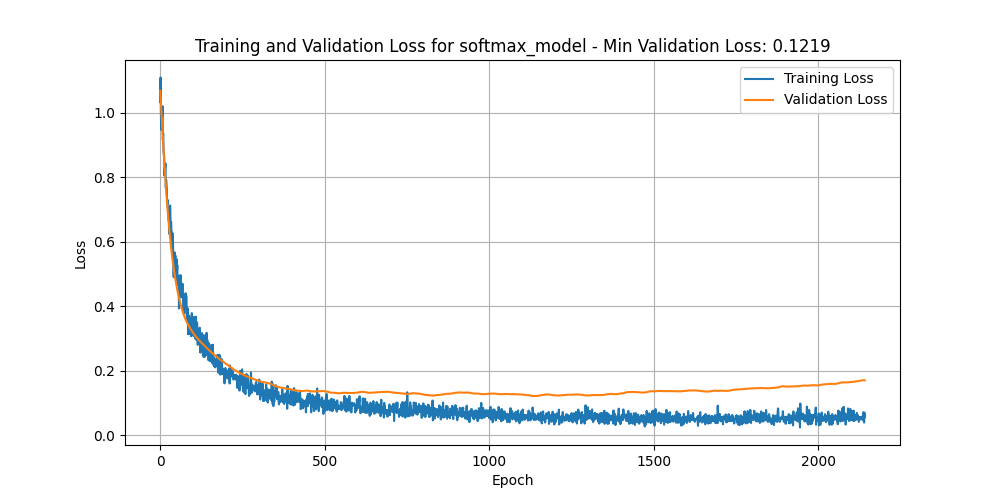 Training and Validation Loss for softmax_model - Min Validation Loss: 0.1219
Training Loss
Validation Loss
1.0
0.8
0.6
0.4
0.2
0.0
Loss
0
500
1000
1500
2000
Epoch